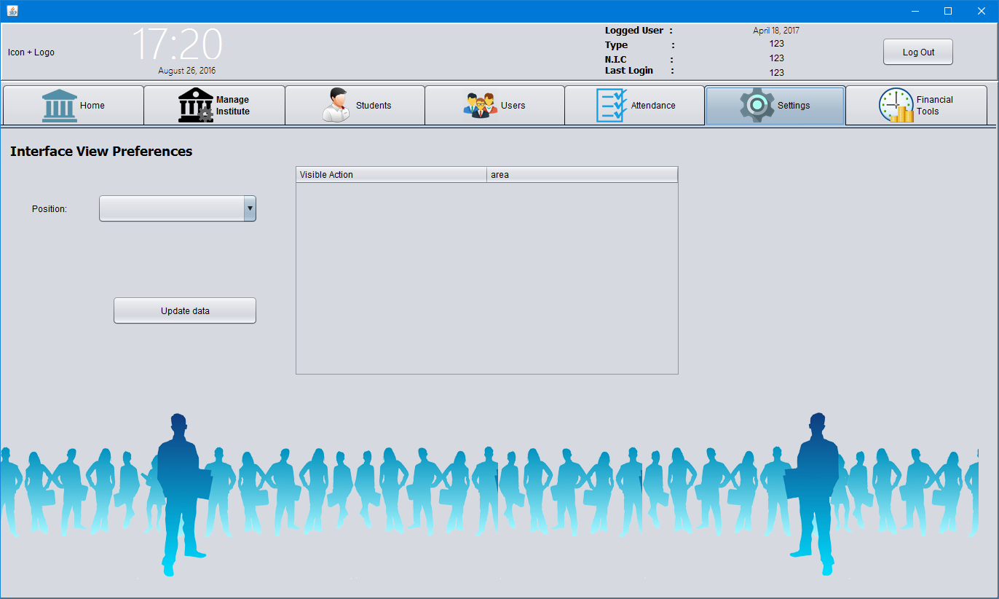 Icon + Logo
17:20
August 26, 2016
Logged User :
April 18, 2017
Type :
123
N.I.C :
123
Last Login :
123
Log Out
Home
Manage
Institute
Students
Users
Attendance
Settings
Financial
Tools
Interface View Preferences
Visible Action
area
Position:
Update data